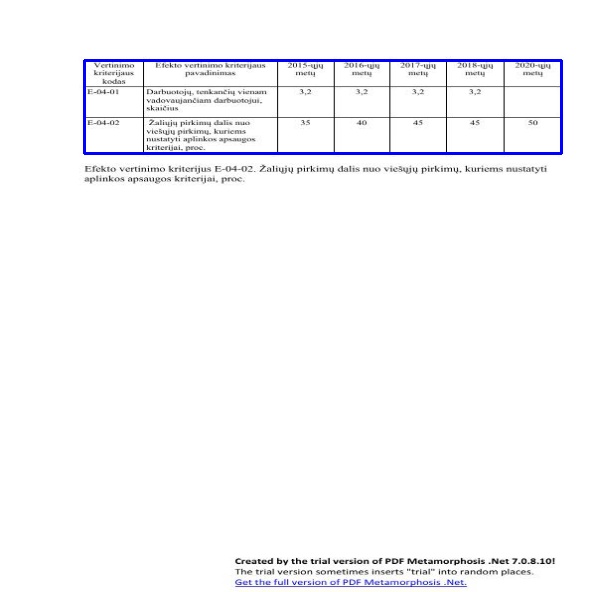 Vertinimo kriterijaus kodas
Efekto vertinimo kriterijaus pavadinimas
2015-ųjų metų
2016-ųjų metų
2017-ųjų metų
2018-ųjų metų
2020-ųjų metų
E-04-01
Darbuotojų, tenkančių vienam
vadovaujančiam darbuotojui,
skaičius
3,2
3,2
3,2
3,2
E-04-02
Žaliųjų pirkimų dalis nuo
viešųjų pirkimų, kuriems
nustatyti aplinkos apsaugos
kriterijai, proc.
35
40
45
45
50
Efekto vertinimo kriterijus E-04-02. Žaliųjų pirkimų dalis nuo viešųjų pirkimų, kuriems nustatyti
aplinkos apsaugos kriterijai, proc.
Created by the trial version of PDF Metamorphosis .Net 7.0.8.10!
The trial version sometimes inserts "trial" into random places.
Get the full version of PDF Metamorphosis .Net.